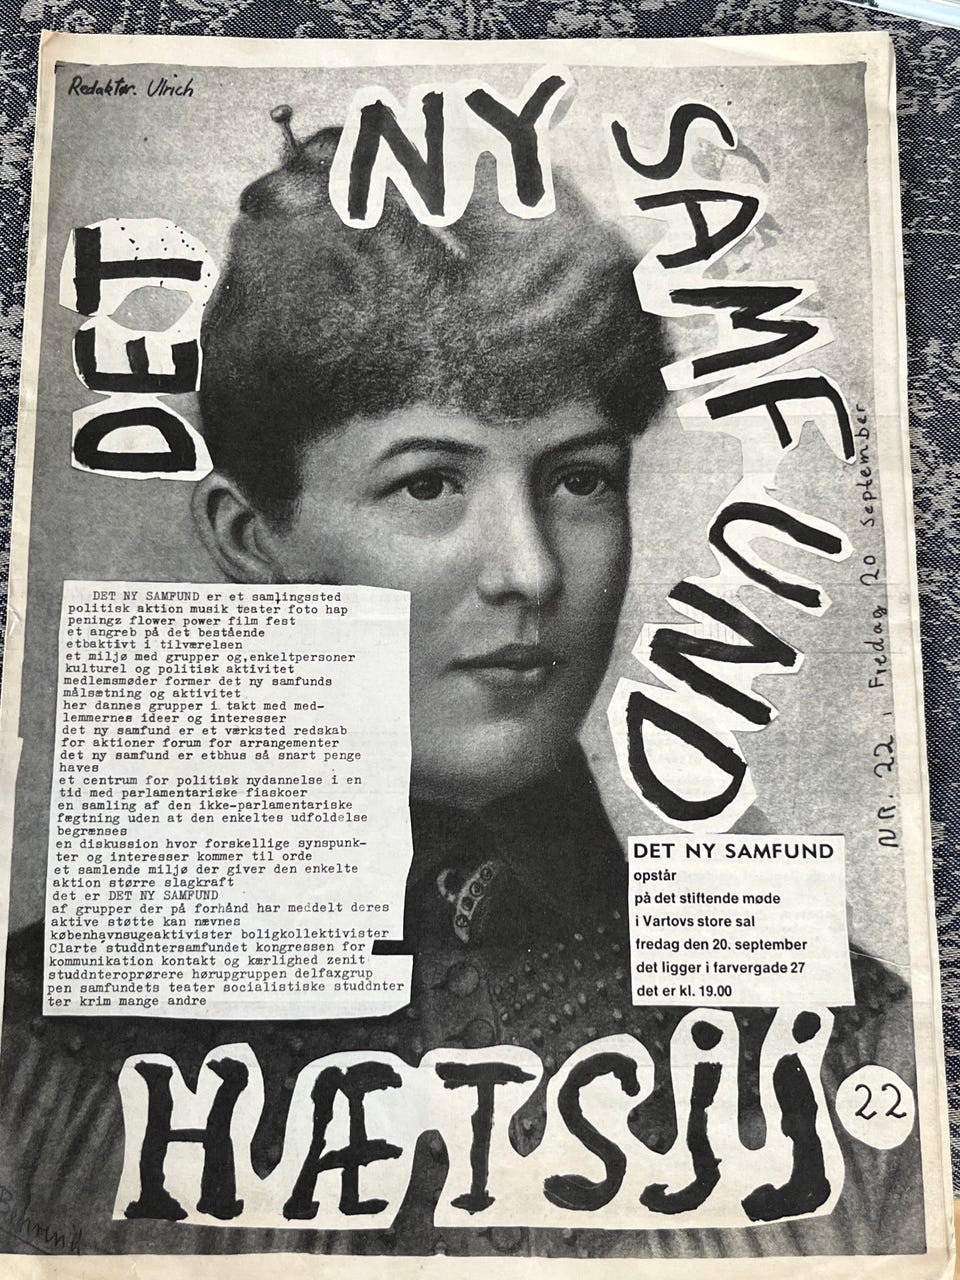 Redaktør. Ulrich
DET NY SAMFUND
NR. 22, Fredag 20 September
DET NY SAMFUND er et samlingssted
politisk aktion musik teater foto hap
peningz flower power film fest
et angreb på det bestående
etbaktivt i tilværelsen
et miljø med grupper og,enkeltpersoner
kulturel og politisk aktivitet
medlemsmøder former det ny samfunds
målsætning og aktivitet
her dannes grupper i takt med med-
lemmernes ideer og interesser
det ny samfund er et værksted redskab
for aktioner forum for arrangementer
det ny samfund er etbhus så snart penge
haves
et centrum for politisk nydannelse i en
tid med parlamentariske fiaskoer
en samling af den ikke-parlamentariske
fægtning uden at den enkeltes udfoldelse
begrænses
en diskussion hvor forskellige synspunk-
ter og interesser kommer til orde
et samlende miljø der giver den enkelte
aktion større slagkraft
det er DET NY SAMFUND
af grupper der på forhånd har meddelt deres
aktive støtte kan nævnes
københavnsugeaktivister boligkollektivister
Clarte studdntersamfundet kongressen for
kommunikation kontakt og kærlighed zenit
studdnteroprørere hørupgruppen delfaxgrup
pen samfundets teater socialistiske studdnter
ter krim mange andre
DET NY SAMFUND
opstår
på det stiftende møde
i Vartovs store sal
fredag den 20. september
det ligger i farvergade 27
det er kl. 19.00
HÆTSjj
22